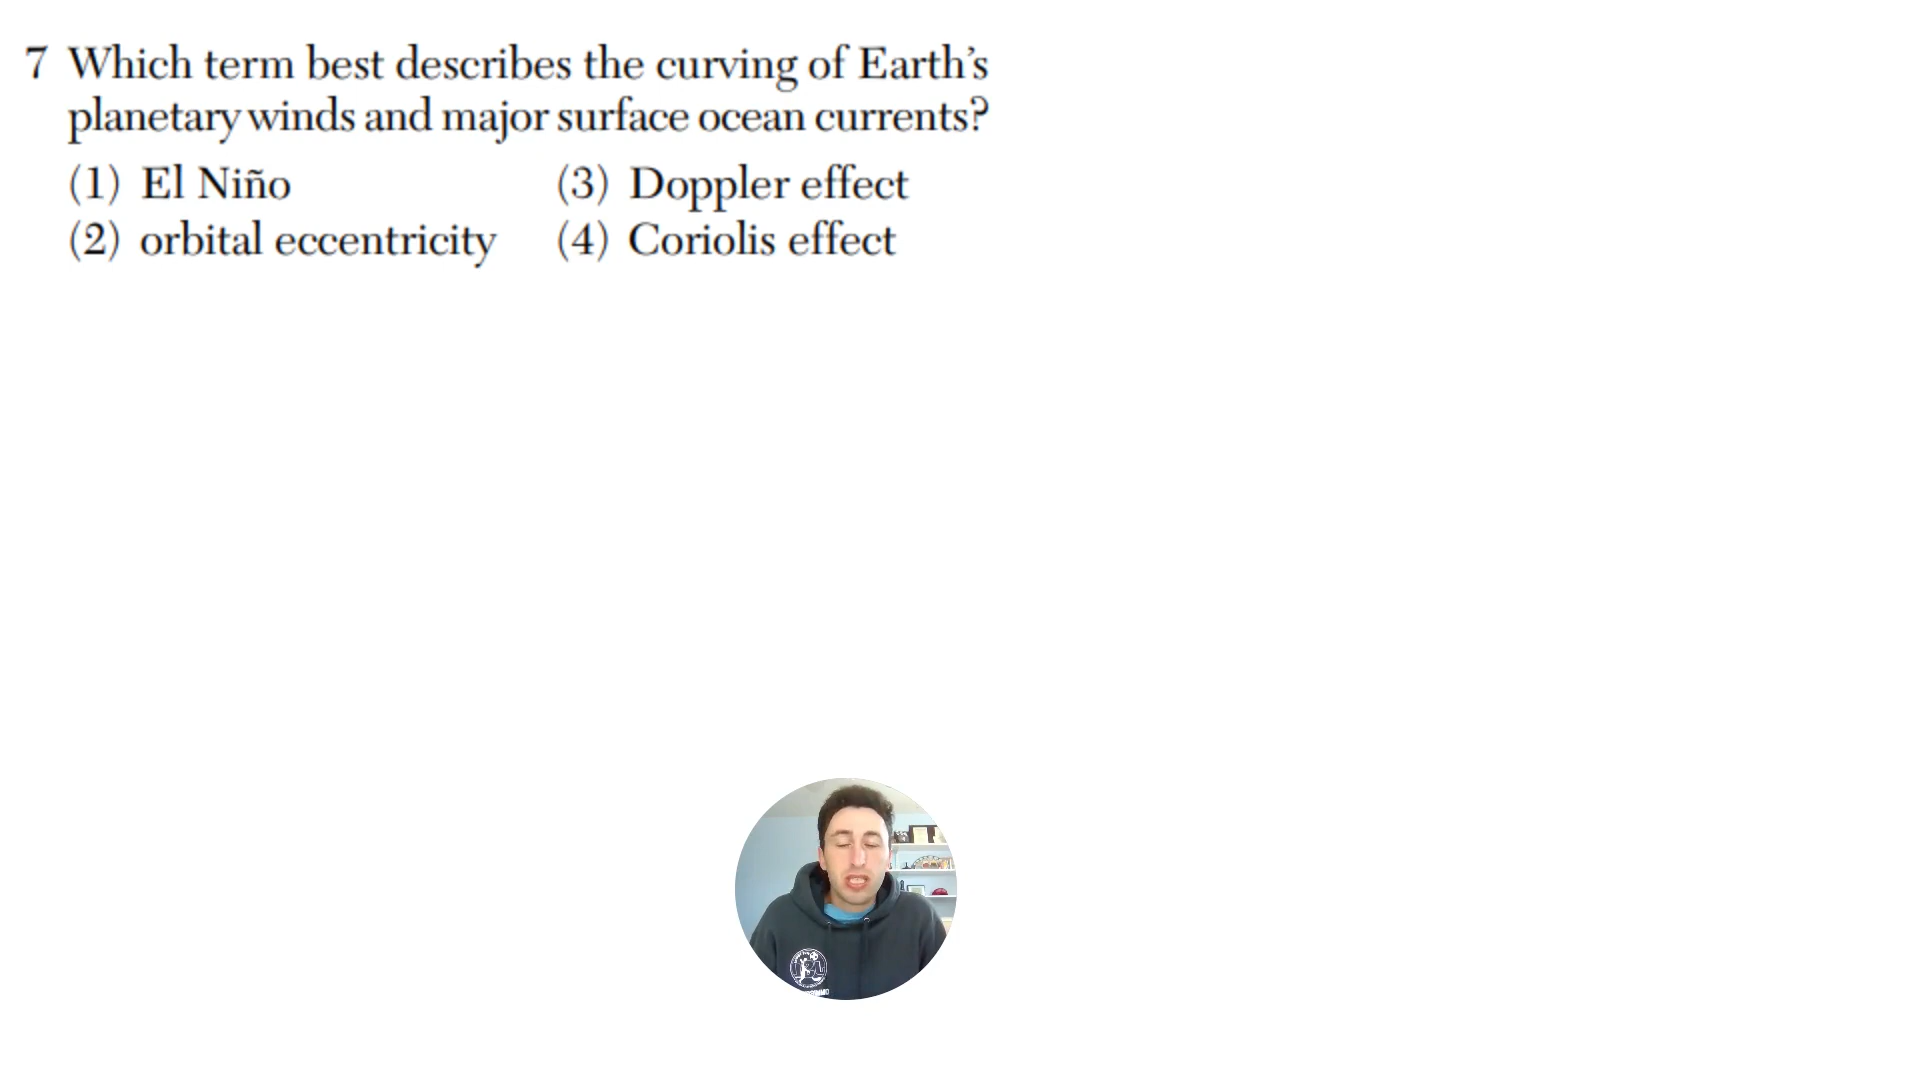 7 Which term best describes the curving of Earth’s
planetary winds and major surface ocean currents?
(1) El Niño (3) Doppler effect
(2) orbital eccentricity (4) Coriolis effect